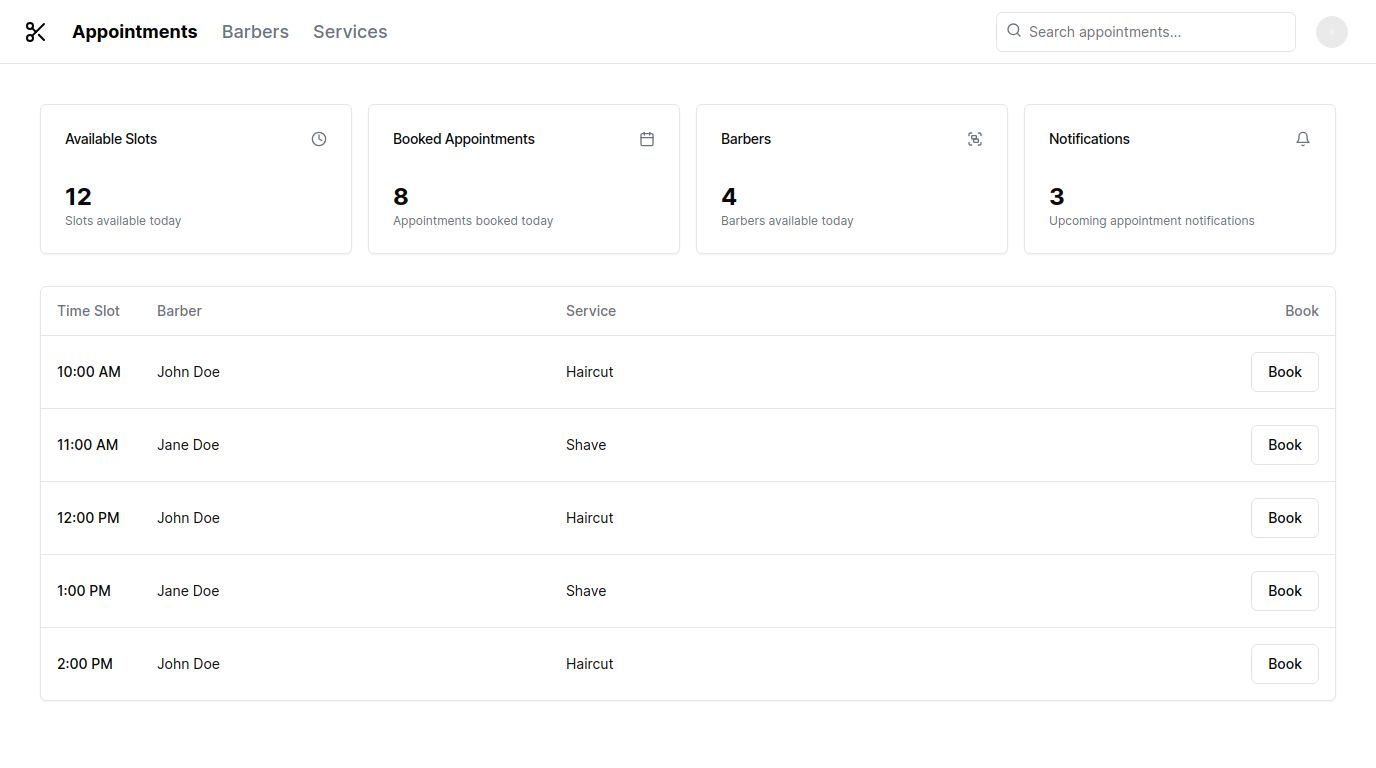 Appointments Barbers Services Search appointments...
Available Slots Booked Appointments Barbers Notifications
12 8 4 3
Slots available today Appointments booked today Barbers available today Upcoming appointment notifications
Time Slot Barber Service Book
10:00 AM John Doe Haircut Book
11:00 AM Jane Doe Shave Book
12:00 PM John Doe Haircut Book
1:00 PM Jane Doe Shave Book
2:00 PM John Doe Haircut Book